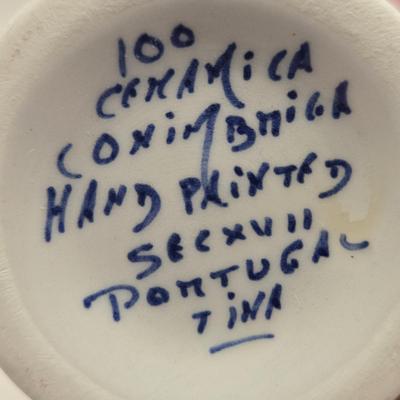 100
CERAMICA
CONIMBRIGA
HAND PAINTED
SEC XVII
PORTUGAL
TINA